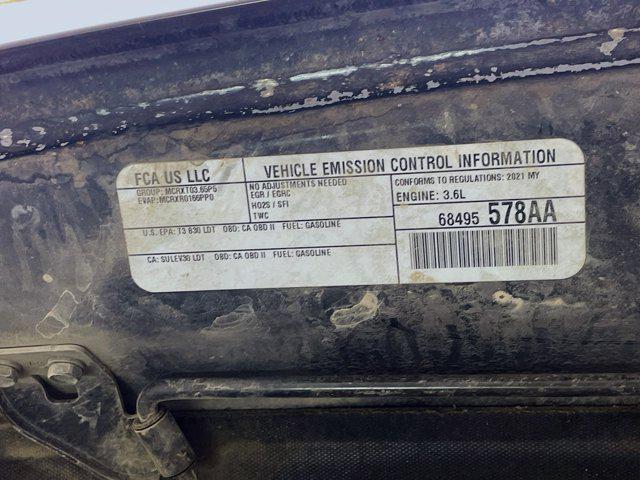 FCA US LLC
VEHICLE EMISSION CONTROL INFORMATION
GROUP: MCRXT03.65P5
EVAP: MCRXR0166PP0
NO ADJUSTMENTS NEEDED
EGR / EGRC
HO2S / SFI
TWC
CONFORMS TO REGULATIONS: 2021 MY
ENGINE: 3.6L
68495 578AA
U.S. EPA: T3 B30 LDT OBD: CA OBD II FUEL: GASOLINE
CA: SULEV30 LDT OBD: CA OBD II FUEL: GASOLINE